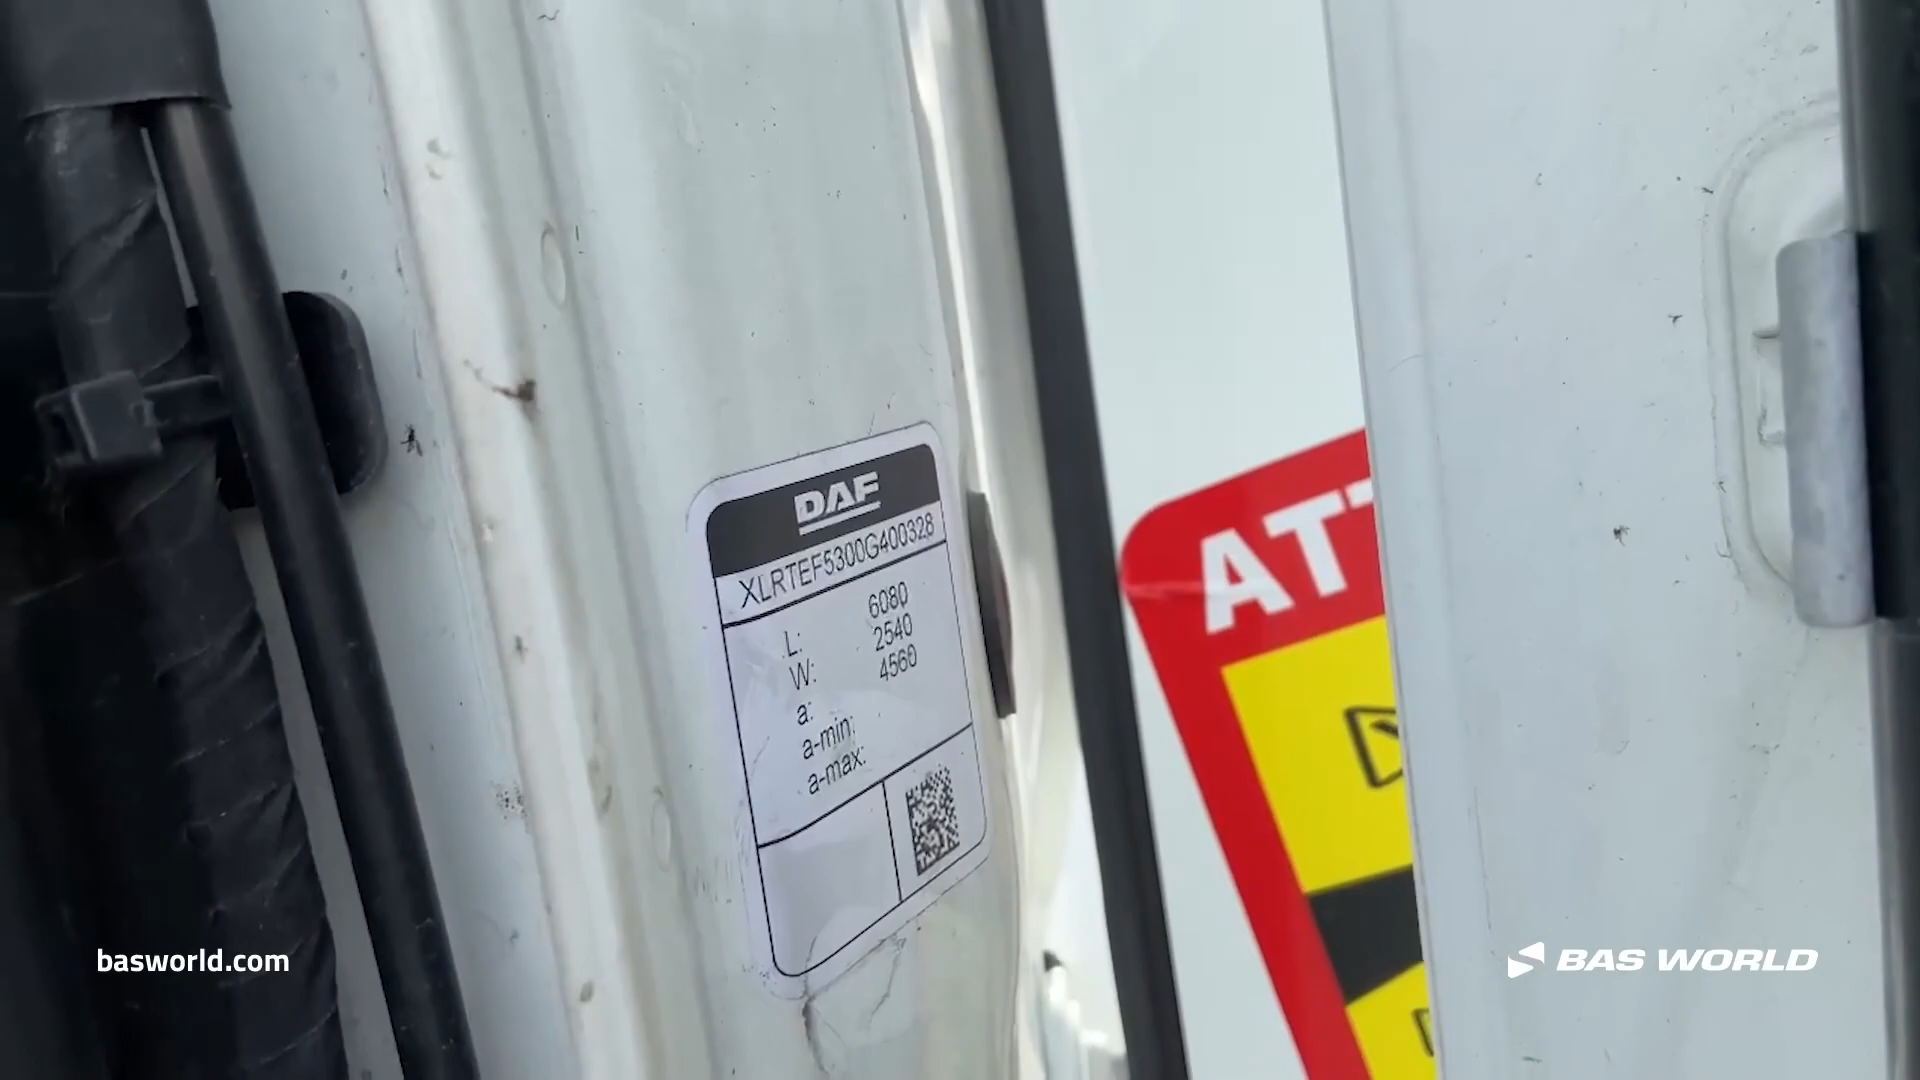 DAF
XLRTEF5300G400328
L: 6080
W: 2540
a: 4560
a-min:
a-max:
ATT
basworld.com
BAS WORLD